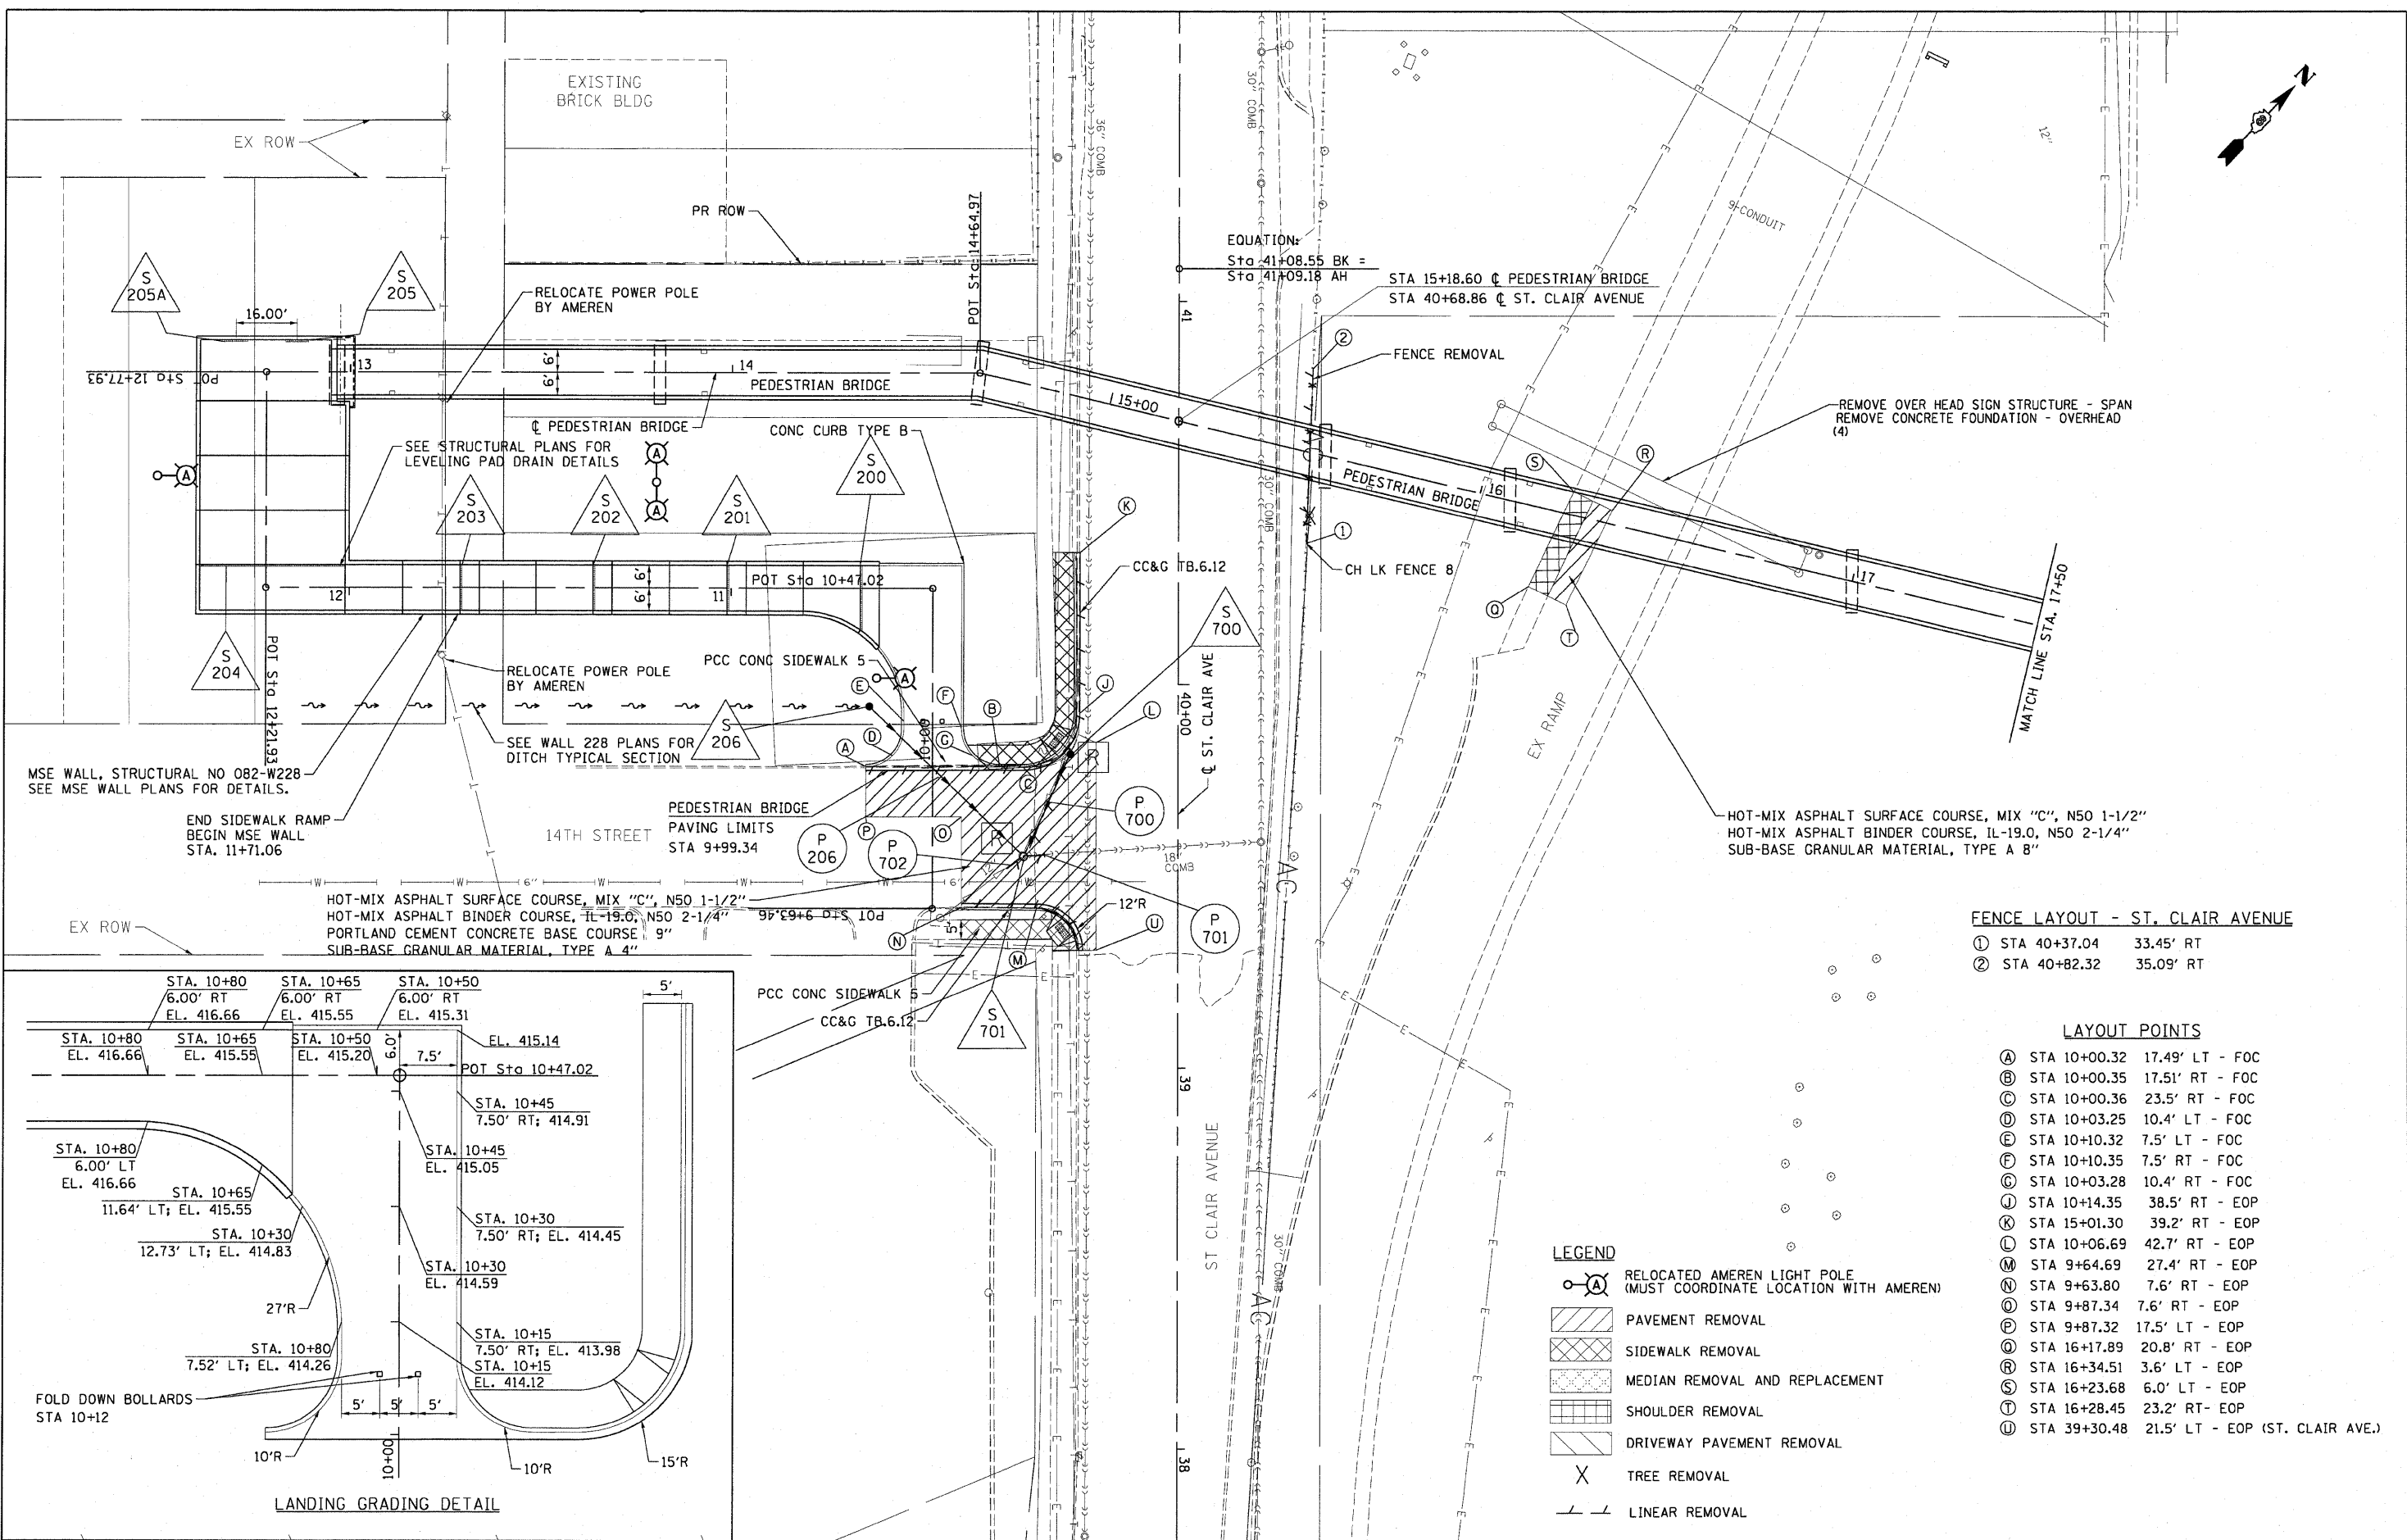 EXISTING
BRICK BLDG
EX ROW
PR ROW
36" COMB
30" COMB
N
12"
9-CONDUIT
EQUATION:
Sta 41+08.55 BK =
Sta 41+09.18 AH
STA 15+18.60 ℄ PEDESTRIAN BRIDGE
STA 40+68.86 ℄ ST. CLAIR AVENUE
S
205A
S
205
16.00'
RELOCATE POWER POLE
BY AMEREN
POT Sta 14+64.97
41
2
FENCE REMOVAL
POT Sta 12+77.93
13
6'
6'
14
PEDESTRIAN BRIDGE
15+00
REMOVE OVER HEAD SIGN STRUCTURE - SPAN
REMOVE CONCRETE FOUNDATION - OVERHEAD
(4)
℄ PEDESTRIAN BRIDGE
CONC CURB TYPE B
SEE STRUCTURAL PLANS FOR
LEVELING PAD DRAIN DETAILS
A
A
A
S
200
S
203
S
202
S
201
K
S
R
PEDESTRIAN BRIDGE
16
30" COMB
1
CH LK FENCE 8
CC&G TB.6.12
17
MATCH LINE STA. 17+50
12
6'
6'
11
POT Sta 10+47.02
Q
T
S
700
S
204
POT Sta 12+21.93
RELOCATE POWER POLE
BY AMEREN
PCC CONC SIDEWALK 5
A
E
F
B
J
L
40+00
℄ ST. CLAIR AVE
SEE WALL 228 PLANS FOR
DITCH TYPICAL SECTION
S
206
A
D
G
10+00
C
R
EX RAMP
MSE WALL, STRUCTURAL NO 082-W228
SEE MSE WALL PLANS FOR DETAILS.
END SIDEWALK RAMP
BEGIN MSE WALL
STA. 11+71.06
14TH STREET
PEDESTRIAN BRIDGE
PAVING LIMITS
STA 9+99.34
P
O
R
P
206
P
702
P
700
12"
18"
COMB
HOT-MIX ASPHALT SURFACE COURSE, MIX "C", N50 1-1/2"
HOT-MIX ASPHALT BINDER COURSE, IL-19.0, N50 2-1/4"
SUB-BASE GRANULAR MATERIAL, TYPE A 8"
6"
6"
HOT-MIX ASPHALT SURFACE COURSE, MIX "C", N50 1-1/2"
HOT-MIX ASPHALT BINDER COURSE, IL-19.0, N50 2-1/4"
PORTLAND CEMENT CONCRETE BASE COURSE 9"
SUB-BASE GRANULAR MATERIAL, TYPE A 4"
POT Sta 9+63.46
EX ROW
5'
12'R
N
M
U
P
701
AC
PCC CONC SIDEWALK 5
CC&G TB.6.12
S
701
39
38
ST CLAIR AVENUE
30" COMB
AC
FENCE LAYOUT - ST. CLAIR AVENUE
1 STA 40+37.04 33.45' RT
2 STA 40+82.32 35.09' RT
LAYOUT POINTS
A STA 10+00.32 17.49' LT - FOC
B STA 10+00.35 17.51' RT - FOC
C STA 10+00.36 23.5' RT - FOC
D STA 10+03.25 10.4' LT - FOC
E STA 10+10.32 7.5' LT - FOC
F STA 10+10.35 7.5' RT - FOC
G STA 10+03.28 10.4' RT - FOC
J STA 10+14.35 38.5' RT - EOP
K STA 15+01.30 39.2' RT - EOP
L STA 10+06.69 42.7' RT - EOP
M STA 9+64.69 27.4' RT - EOP
N STA 9+63.80 7.6' RT - EOP
O STA 9+87.34 7.6' RT - EOP
P STA 9+87.32 17.5' LT - EOP
Q STA 16+17.89 20.8' RT - EOP
R STA 16+34.51 3.6' LT - EOP
S STA 16+23.68 6.0' LT - EOP
T STA 16+28.45 23.2' RT- EOP
U STA 39+30.48 21.5' LT - EOP (ST. CLAIR AVE.)
LEGEND
A RELOCATED AMEREN LIGHT POLE
(MUST COORDINATE LOCATION WITH AMEREN)
PAVEMENT REMOVAL
SIDEWALK REMOVAL
MEDIAN REMOVAL AND REPLACEMENT
SHOULDER REMOVAL
DRIVEWAY PAVEMENT REMOVAL
TREE REMOVAL
LINEAR REMOVAL
STA. 10+80
6.00' RT
EL. 416.66
STA. 10+65
6.00' RT
EL. 415.55
STA. 10+50
6.00' RT
EL. 415.31
5'
STA. 10+80
EL. 416.66
STA. 10+65
EL. 415.55
STA. 10+50
EL. 415.20
6.0'
7.5'
EL. 415.14
POT Sta 10+47.02
STA. 10+45
7.50' RT; EL. 414.91
STA. 10+80
6.00' LT
EL. 416.66
STA. 10+45
EL. 415.05
STA. 10+65
11.64' LT; EL. 415.55
STA. 10+30
12.73' LT; EL. 414.83
STA. 10+30
7.50' RT; EL. 414.45
STA. 10+30
EL. 414.59
27'R
STA. 10+80
7.52' LT; EL. 414.26
STA. 10+15
7.50' RT; EL. 413.98
STA. 10+15
EL. 414.12
FOLD DOWN BOLLARDS
STA 10+12
5'
5'
5'
10'R
10+00
10'R
15'R
LANDING GRADING DETAIL